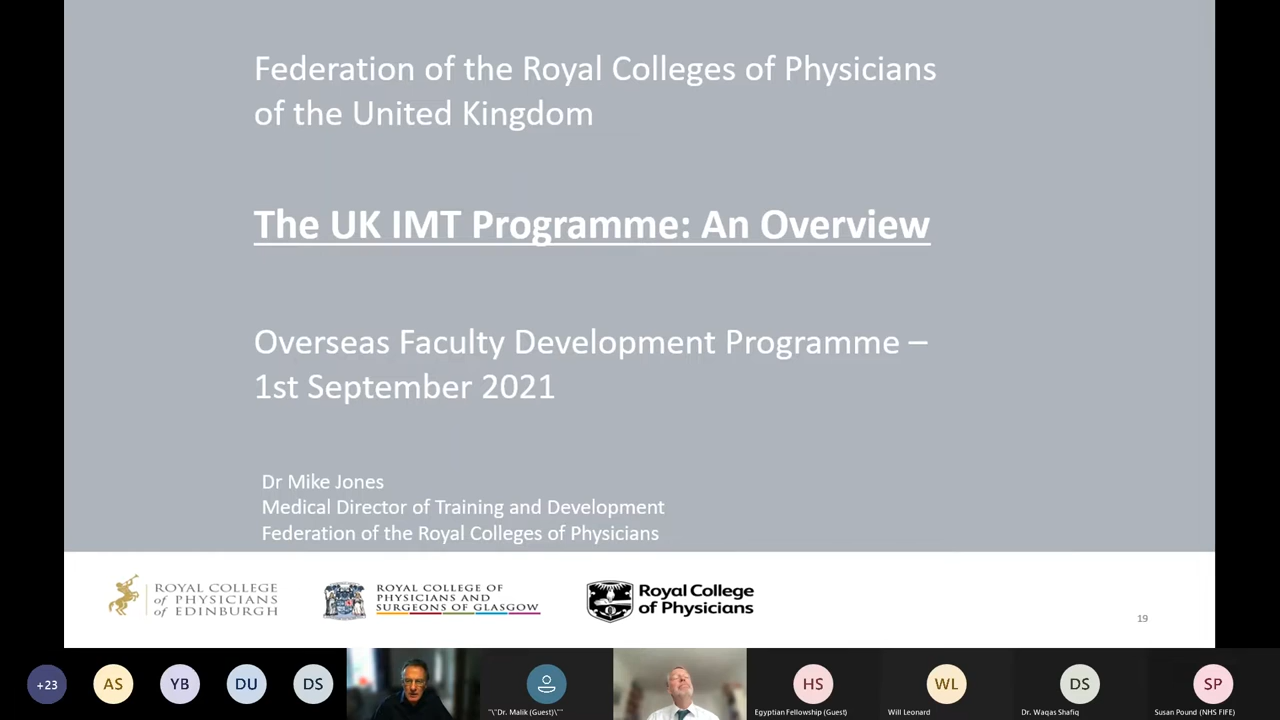 Federation of the Royal Colleges of Physicians
of the United Kingdom
The UK IMT Programme: An Overview
Overseas Faculty Development Programme –
1st September 2021
Dr Mike Jones
Medical Director of Training and Development
Federation of the Royal Colleges of Physicians
ROYAL COLLEGE
of PHYSICIANS
of EDINBURGH
ROYAL COLLEGE OF
PHYSICIANS AND
SURGEONS OF GLASGOW
Royal College
of Physicians
19
+23
AS
YB
DU
DS
"\"Dr. Malik (Guest)\""
HS
Egyptian Fellowship (Guest)
WL
Will Leonard
DS
Dr. Waqas Shafiq
SP
Susan Pound (NHS FIFE)